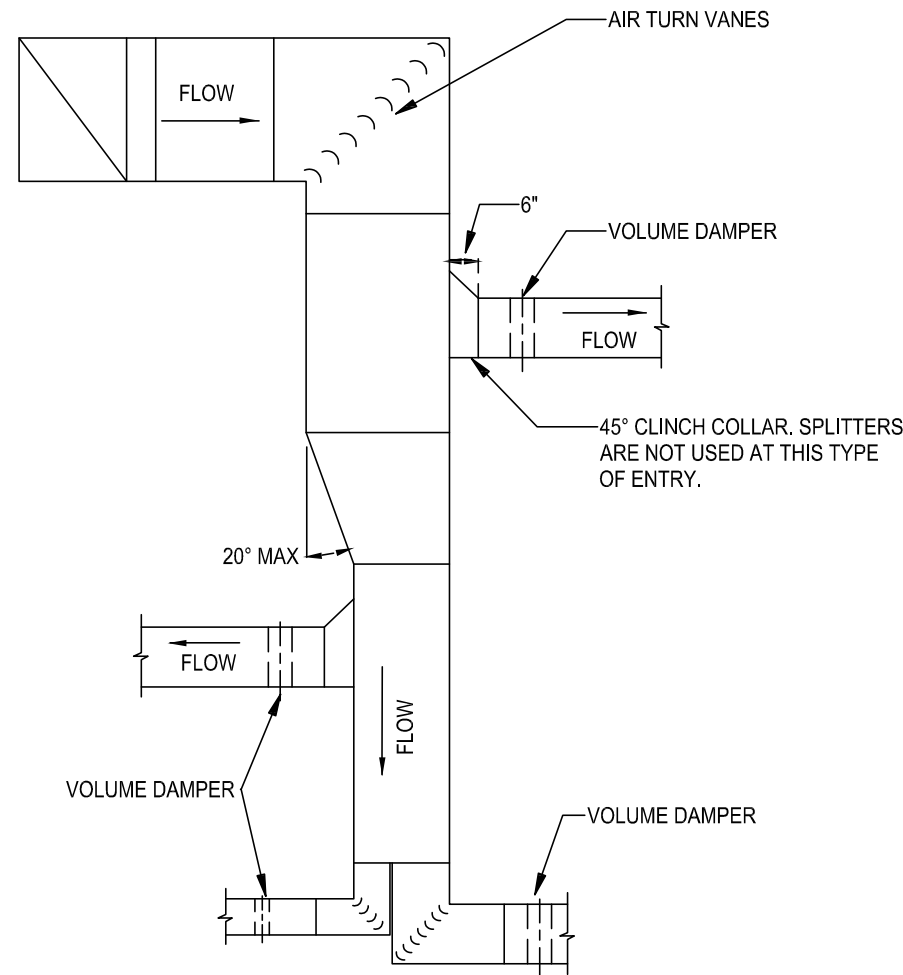 AIR TURN VANES
FLOW
6"
VOLUME DAMPER
FLOW
45° CLINCH COLLAR. SPLITTERS
ARE NOT USED AT THIS TYPE
OF ENTRY.
20° MAX
FLOW
FLOW
VOLUME DAMPER
VOLUME DAMPER